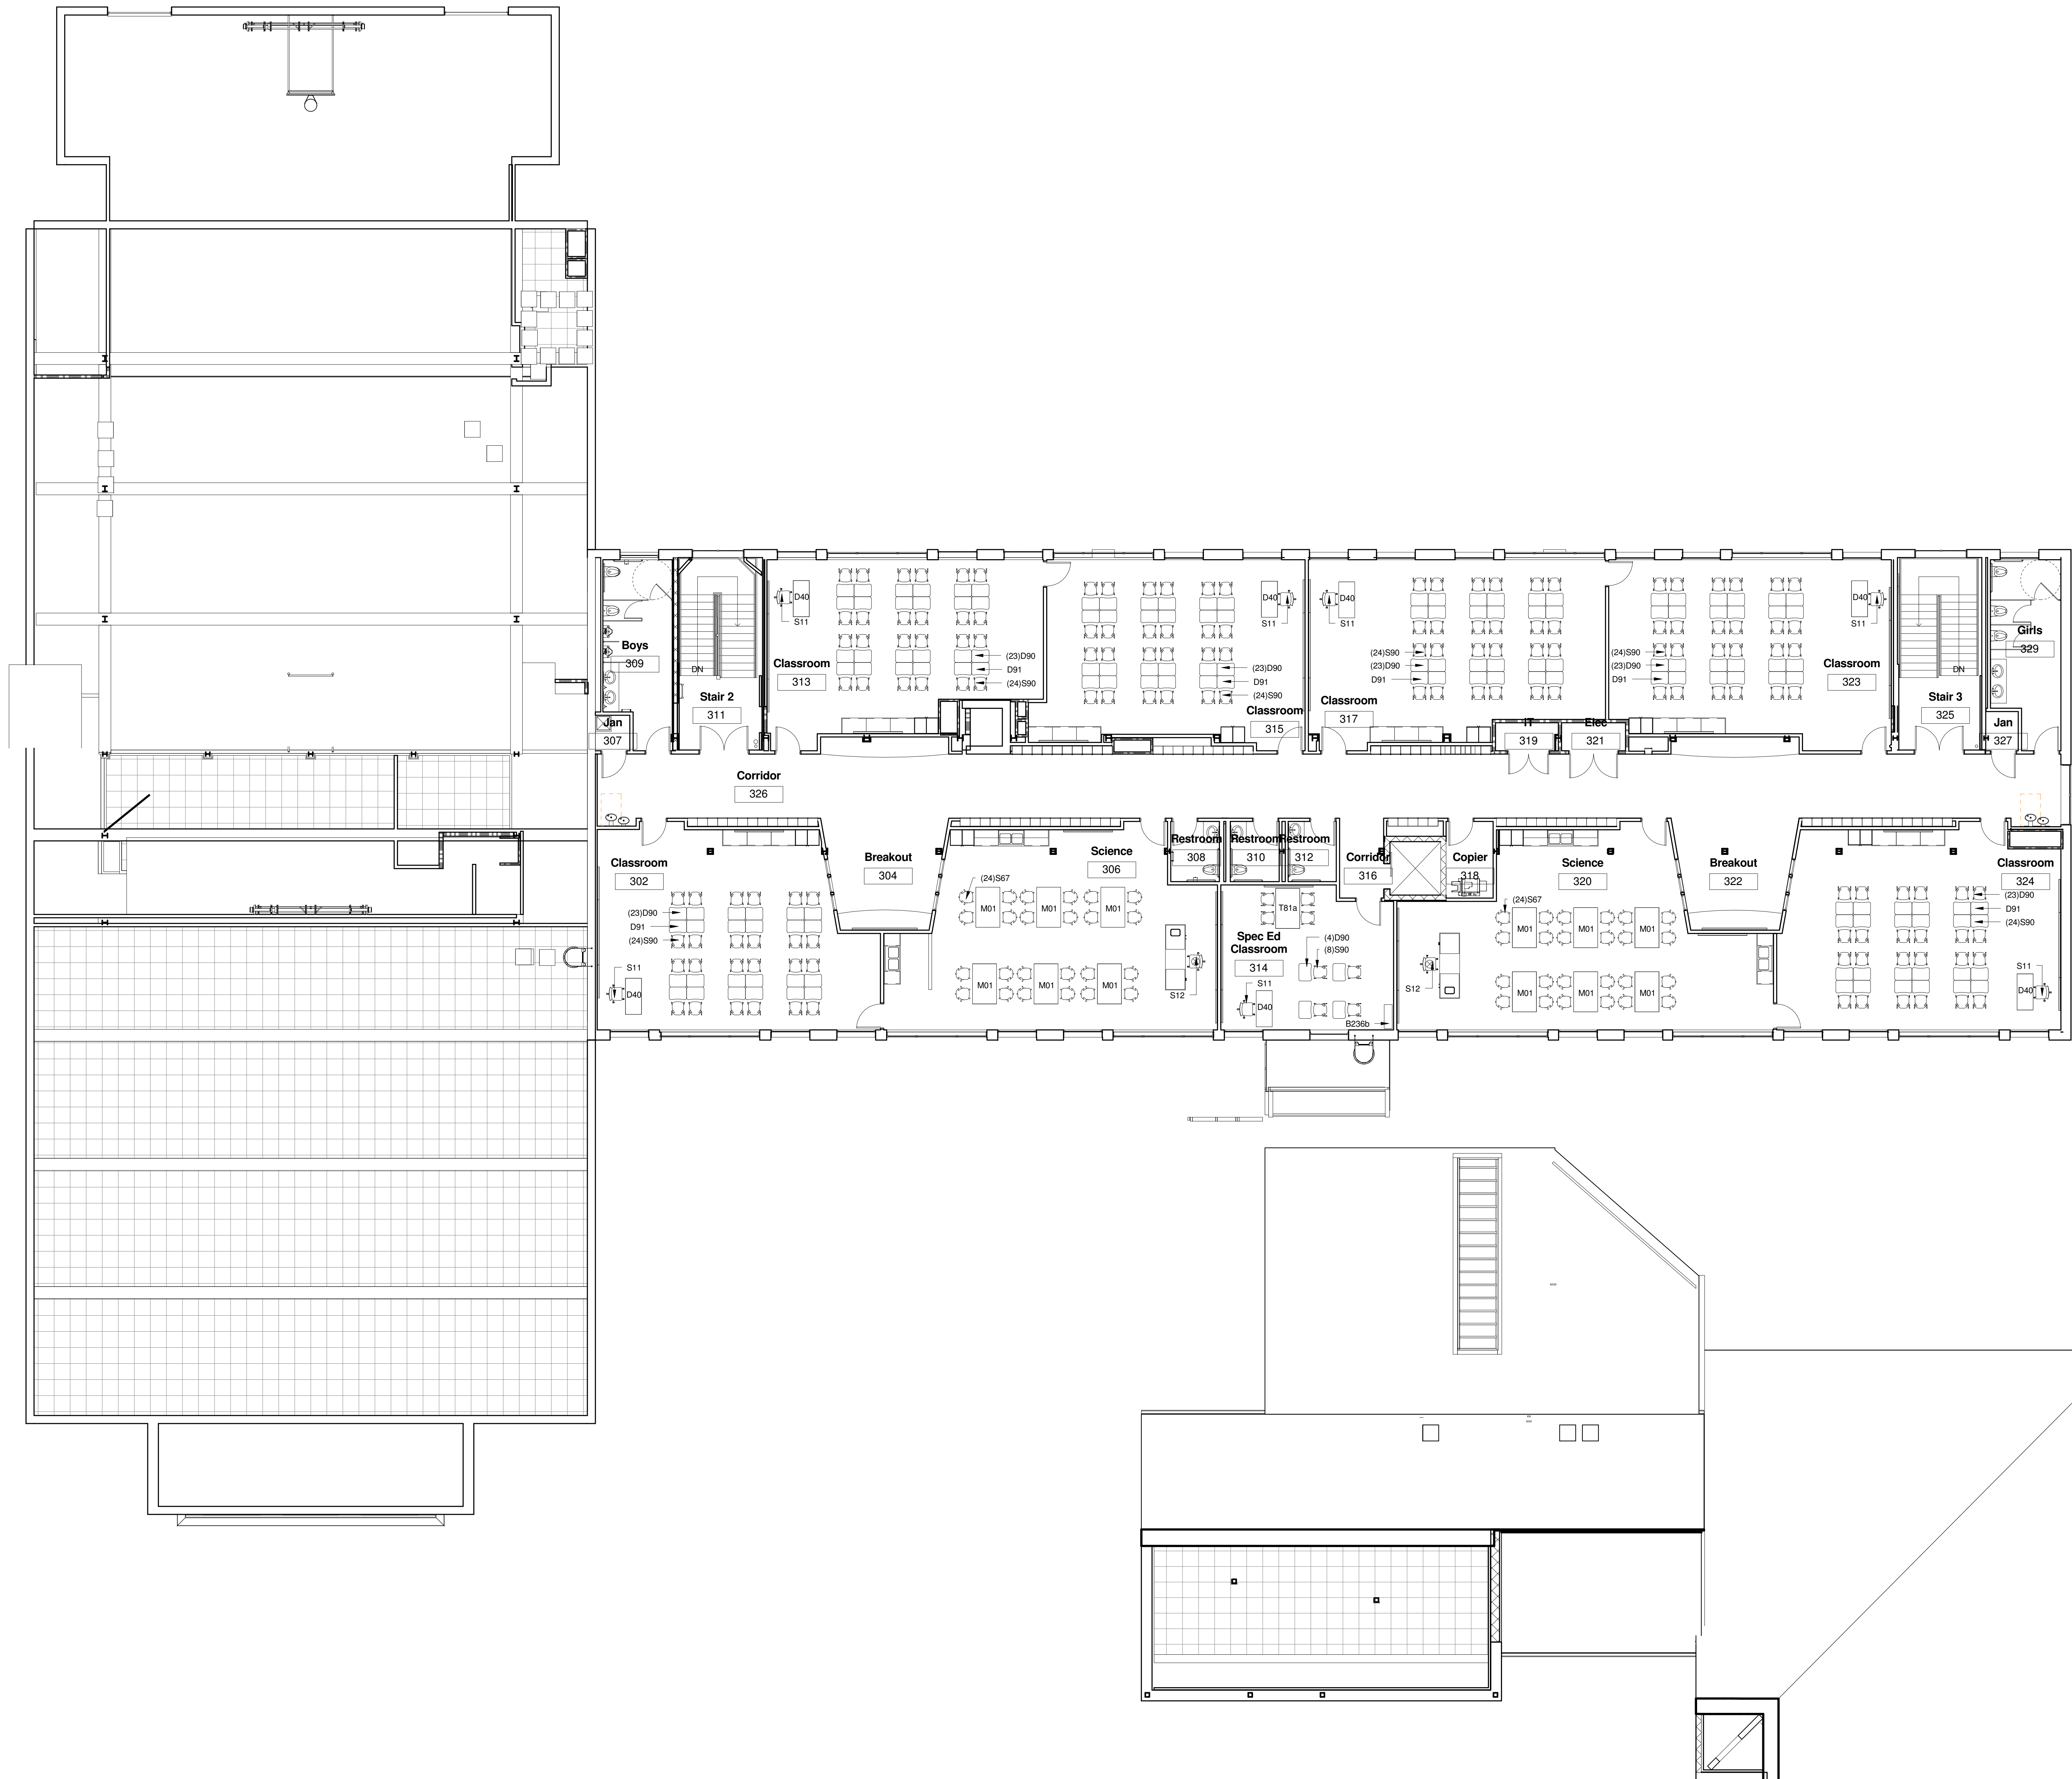 D40
S11
D40
S11
D40
S11
D40
S11
Boys
309
DN
Stair 2
311
Jan
307
Classroom
313
(23)D90
D91
(24)S90
(23)D90
D91
(24)S90
Classroom
315
Classroom
317
(24)S90
(23)D90
D91
(24)S90
(23)D90
D91
Classroom
323
IT
319
Elec
321
DN
Stair 3
325
Girls
329
Jan
327
Corridor
326
Classroom
302
(23)D90
D91
(24)S90
S11
D40
Breakout
304
Science
306
(24)S67
M01
M01
M01
M01
M01
M01
S12
Restroom
308
Restroom
310
Restroom
312
Corridor
316
Copier
318
T81a
Spec Ed
Classroom
314
(4)D90
(8)S90
S11
D40
B236b
Science
320
(24)S67
M01
M01
M01
M01
M01
M01
S12
Breakout
322
Classroom
324
(23)D90
D91
(24)S90
S11
D40